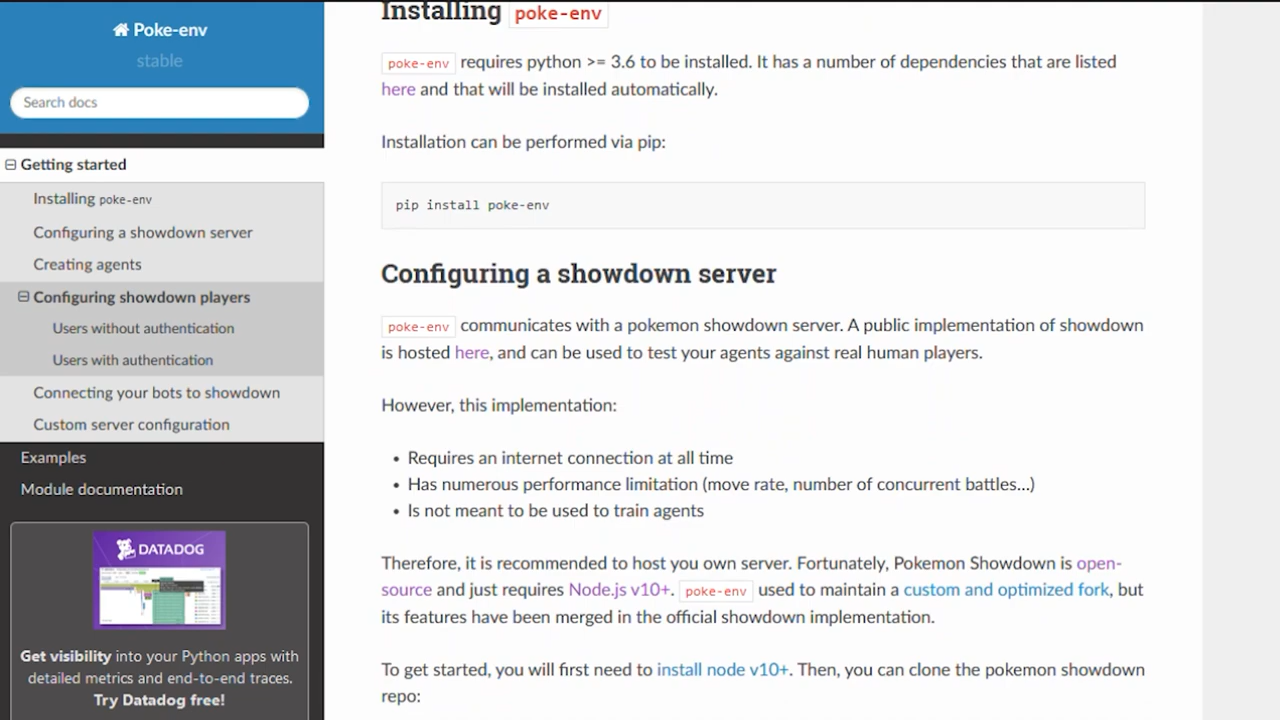 Poke-env
stable
Search docs
Getting started
Installing poke-env
Configuring a showdown server
Creating agents
Configuring showdown players
Users without authentication
Users with authentication
Connecting your bots to showdown
Custom server configuration
Examples
Module documentation
DATADOG
Get visibility into your Python apps with
detailed metrics and end-to-end traces.
Try Datadog free!
Installing poke-env
poke-env requires python >= 3.6 to be installed. It has a number of dependencies that are listed
here and that will be installed automatically.
Installation can be performed via pip:
pip install poke-env
Configuring a showdown server
poke-env communicates with a pokemon showdown server. A public implementation of showdown
is hosted here, and can be used to test your agents against real human players.
However, this implementation:
• Requires an internet connection at all time
• Has numerous performance limitation (move rate, number of concurrent battles...)
• Is not meant to be used to train agents
Therefore, it is recommended to host you own server. Fortunately, Pokemon Showdown is open-
source and just requires Node.js v10+. poke-env used to maintain a custom and optimized fork, but
its features have been merged in the official showdown implementation.
To get started, you will first need to install node v10+. Then, you can clone the pokemon showdown
repo: